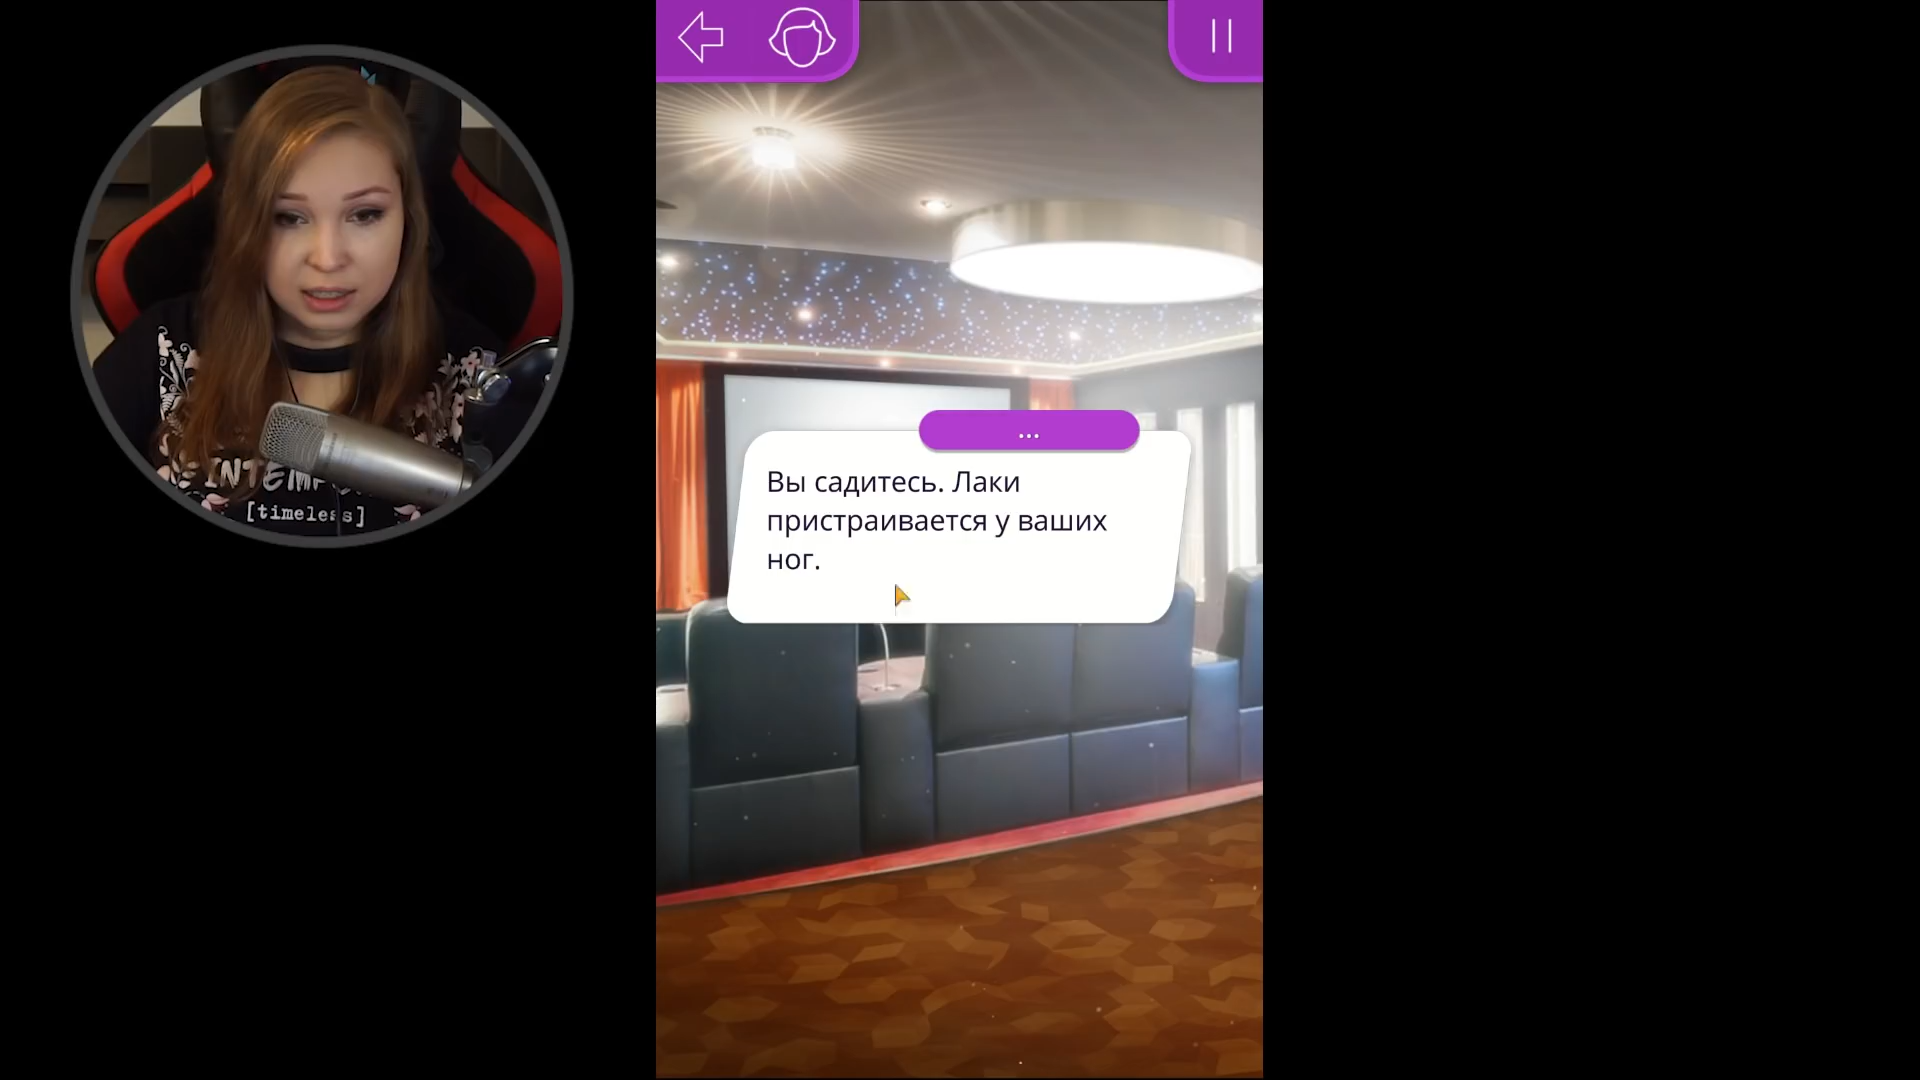 ...
Вы садитесь. Лаки
пристраивается у ваших
ног.
INTEMP
[timeless]